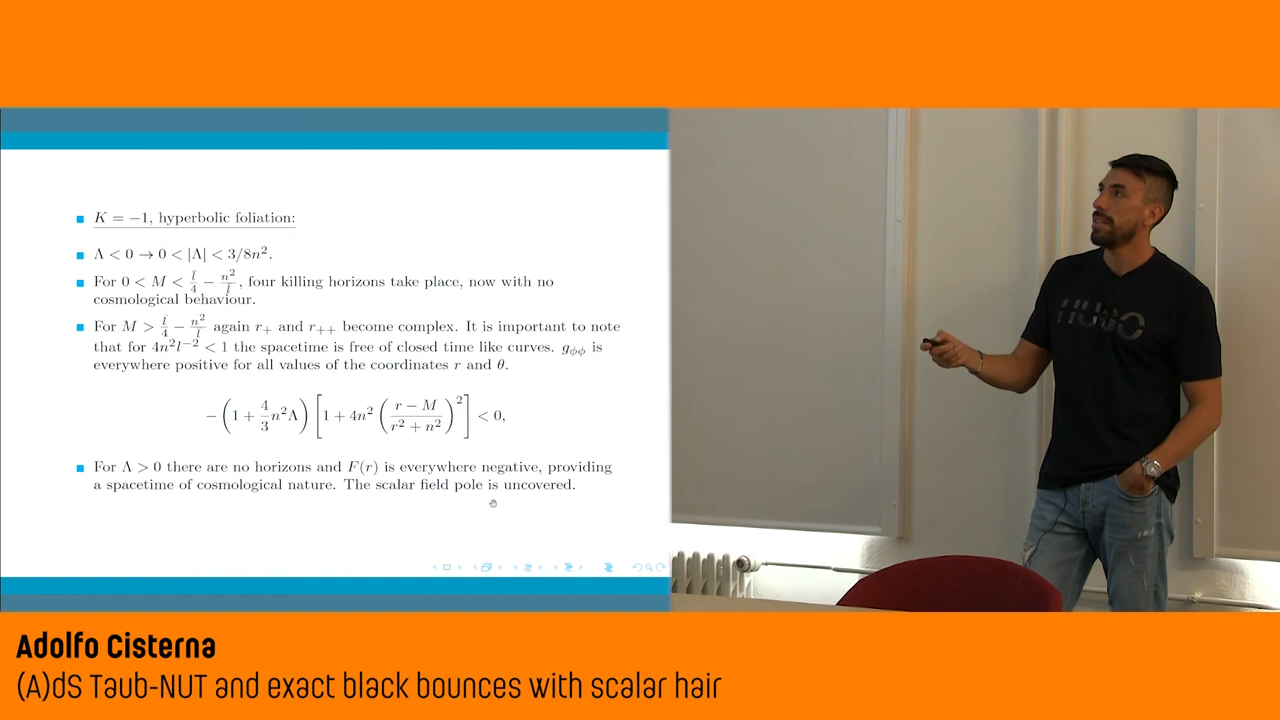 K = −1, hyperbolic foliation:
Λ < 0 → 0 < |Λ| < 3/8n².
For 0 < M < l/4 − n²/l, four killing horizons take place, now with no
cosmological behaviour.
For M > l/4 − n²/l again r₊ and r₊₊ become complex. It is important to note
that for 4n²l⁻² < 1 the spacetime is free of closed time like curves. g_ϕϕ is
everywhere positive for all values of the coordinates r and θ.
−(1 + 4/3 n²Λ) [1 + 4n² ((r − M)/(r² + n²))²] < 0,
For Λ > 0 there are no horizons and F(r) is everywhere negative, providing
a spacetime of cosmological nature. The scalar field pole is uncovered.
HUGO
Adolfo Cisterna
(A)dS Taub-NUT and exact black bounces with scalar hair